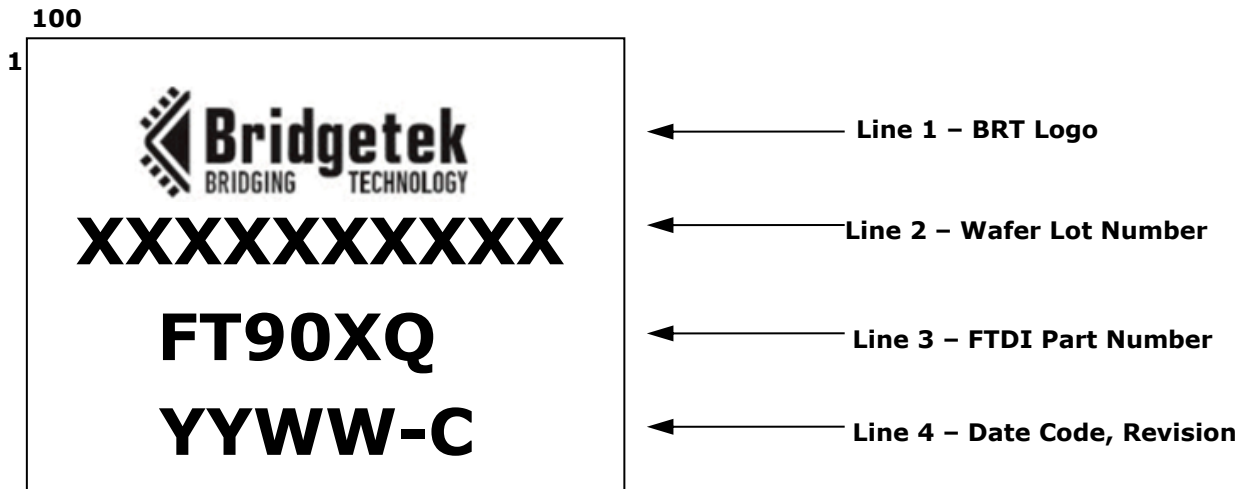 100
1
Bridgetek
BRIDGING TECHNOLOGY
Line 1 – BRT Logo
XXXXXXXXXX
Line 2 – Wafer Lot Number
FT90XQ
Line 3 – FTDI Part Number
YYWW-C
Line 4 – Date Code, Revision